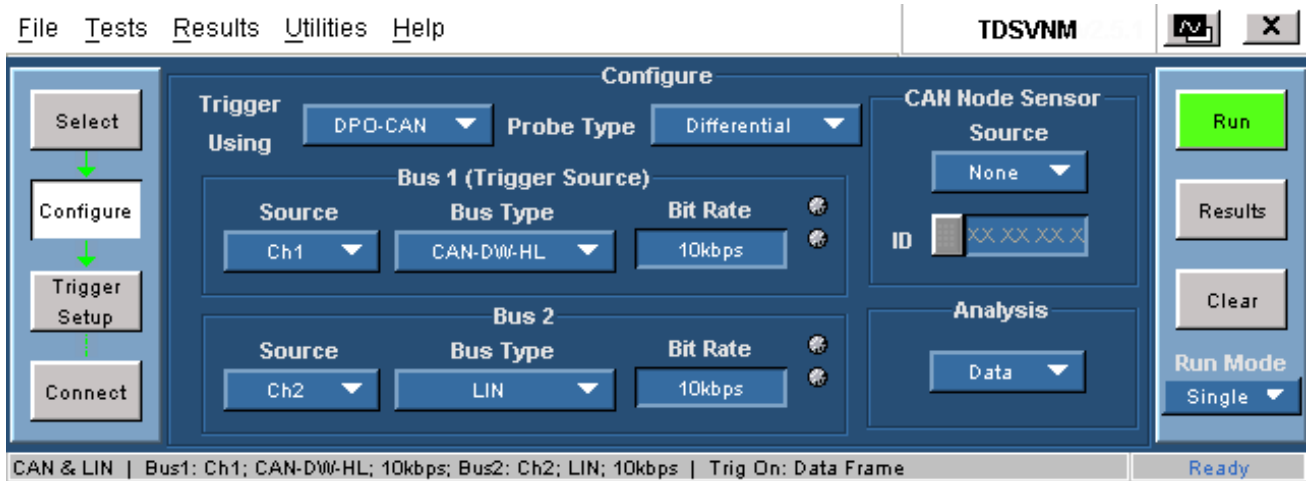 File Tests Results Utilities Help TDSVNM
Configure
Select
Configure
Trigger
Setup
Connect
Trigger
Using
DPO-CAN
Probe Type
Differential
Bus 1 (Trigger Source)
Source Bus Type Bit Rate
Ch1 CAN-DW-HL 10kbps
Bus 2
Source Bus Type Bit Rate
Ch2 LIN 10kbps
CAN Node Sensor
Source
None
ID XX XX XX X
Analysis
Data
Run
Results
Clear
Run Mode
Single
CAN & LIN | Bus1: Ch1; CAN-DW-HL; 10kbps; Bus2: Ch2; LIN; 10kbps | Trig On: Data Frame
Ready